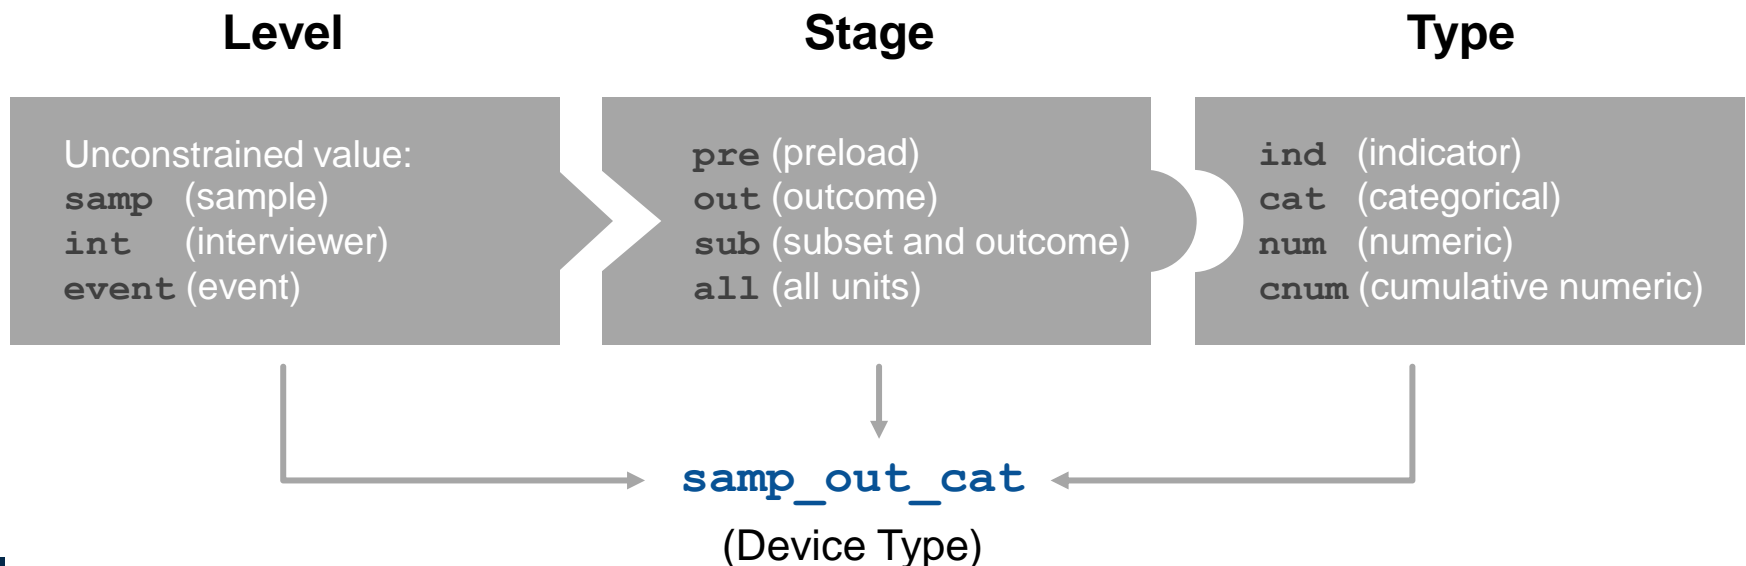 Level
Stage
Type
Unconstrained value:
samp (sample)
int (interviewer)
event (event)
pre (preload)
out (outcome)
sub (subset and outcome)
all (all units)
ind (indicator)
cat (categorical)
num (numeric)
cnum (cumulative numeric)
samp_out_cat
(Device Type)